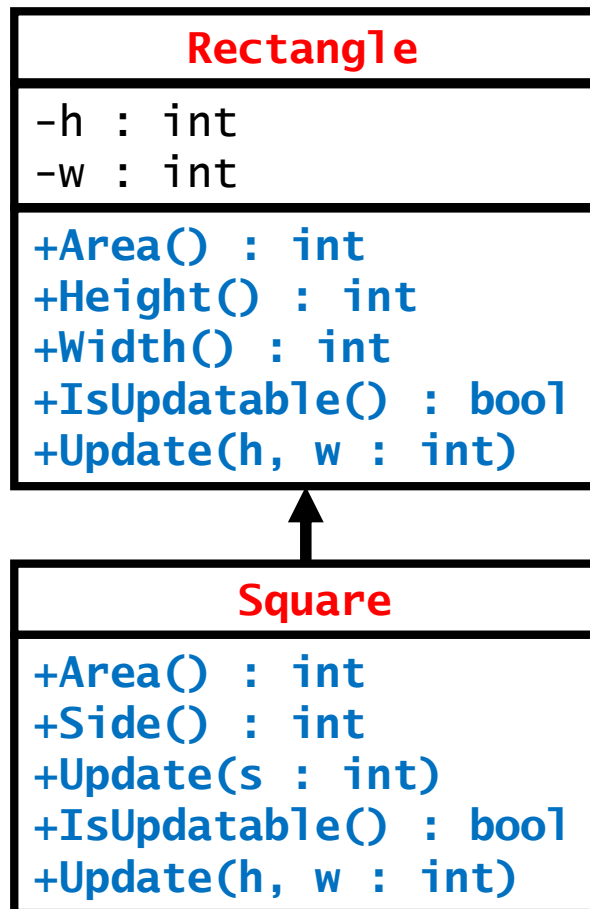 Rectangle
-h : int
-w : int
+Area() : int
+Height() : int
+Width() : int
+IsUpdatable() : bool
+Update(h, w : int)
Square
+Area() : int
+Side() : int
+Update(s : int)
+IsUpdatable() : bool
+Update(h, w : int)